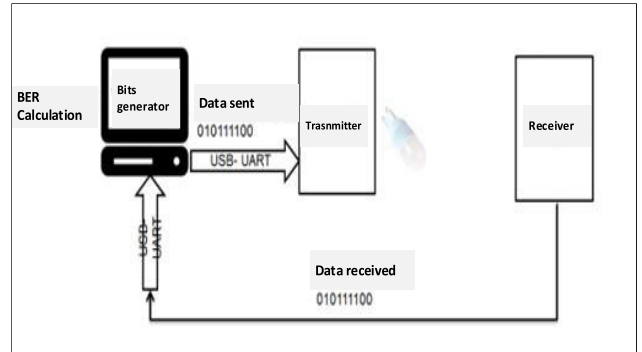 BER
Calculation
Bits
generator
Data sent
010111100
USB- UART
Trasnmitter
Receiver
USB-
UART
Data received
010111100